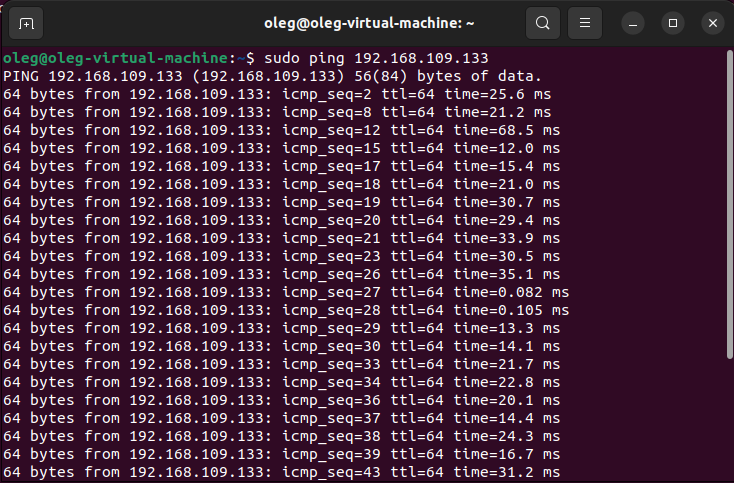 oleg@oleg-virtual-machine: ~
oleg@oleg-virtual-machine:~$ sudo ping 192.168.109.133
PING 192.168.109.133 (192.168.109.133) 56(84) bytes of data.
64 bytes from 192.168.109.133: icmp_seq=2 ttl=64 time=25.6 ms
64 bytes from 192.168.109.133: icmp_seq=8 ttl=64 time=21.2 ms
64 bytes from 192.168.109.133: icmp_seq=12 ttl=64 time=68.5 ms
64 bytes from 192.168.109.133: icmp_seq=15 ttl=64 time=12.0 ms
64 bytes from 192.168.109.133: icmp_seq=17 ttl=64 time=15.4 ms
64 bytes from 192.168.109.133: icmp_seq=18 ttl=64 time=21.0 ms
64 bytes from 192.168.109.133: icmp_seq=19 ttl=64 time=30.7 ms
64 bytes from 192.168.109.133: icmp_seq=20 ttl=64 time=29.4 ms
64 bytes from 192.168.109.133: icmp_seq=21 ttl=64 time=33.9 ms
64 bytes from 192.168.109.133: icmp_seq=23 ttl=64 time=30.5 ms
64 bytes from 192.168.109.133: icmp_seq=26 ttl=64 time=35.1 ms
64 bytes from 192.168.109.133: icmp_seq=27 ttl=64 time=0.082 ms
64 bytes from 192.168.109.133: icmp_seq=28 ttl=64 time=0.105 ms
64 bytes from 192.168.109.133: icmp_seq=29 ttl=64 time=13.3 ms
64 bytes from 192.168.109.133: icmp_seq=30 ttl=64 time=14.1 ms
64 bytes from 192.168.109.133: icmp_seq=33 ttl=64 time=21.7 ms
64 bytes from 192.168.109.133: icmp_seq=34 ttl=64 time=22.8 ms
64 bytes from 192.168.109.133: icmp_seq=36 ttl=64 time=20.1 ms
64 bytes from 192.168.109.133: icmp_seq=37 ttl=64 time=14.4 ms
64 bytes from 192.168.109.133: icmp_seq=38 ttl=64 time=24.3 ms
64 bytes from 192.168.109.133: icmp_seq=39 ttl=64 time=16.7 ms
64 bytes from 192.168.109.133: icmp_seq=43 ttl=64 time=31.2 ms